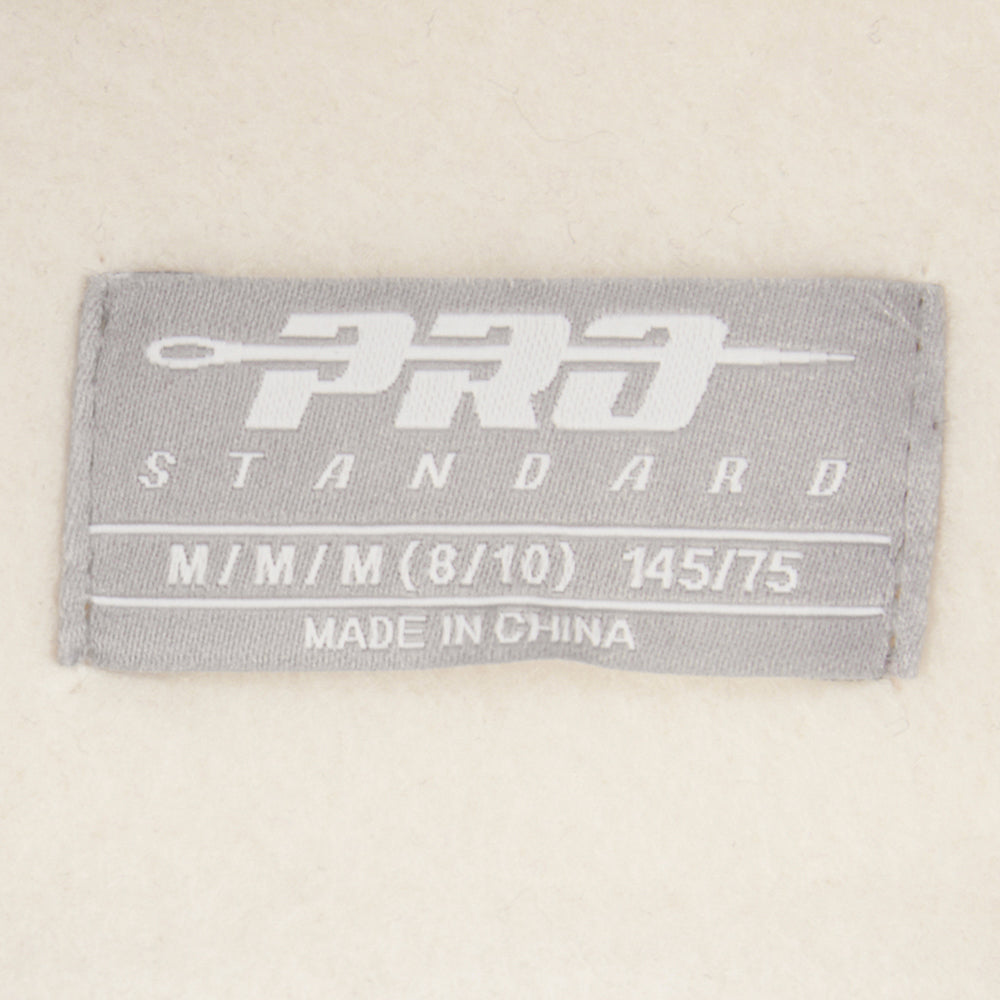 PRO
STANDARD
M/M/M (8/10) 145/75
MADE IN CHINA